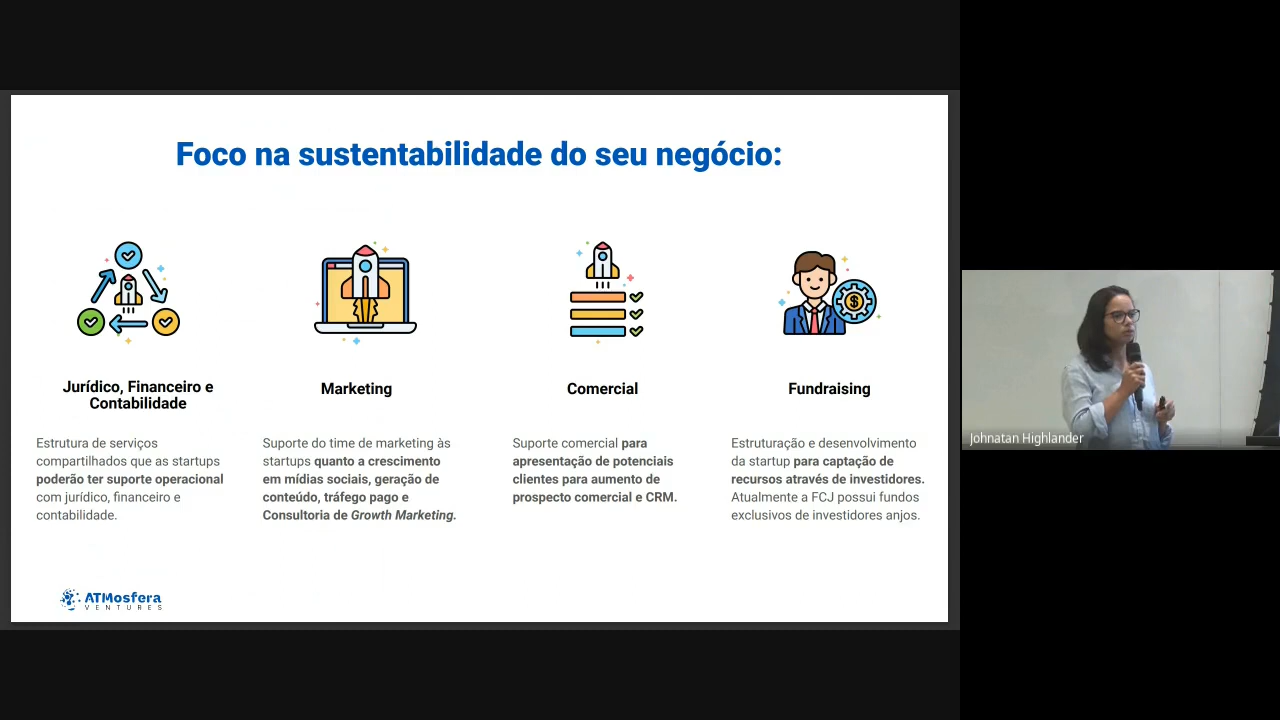 Foco na sustentabilidade do seu negócio:
Jurídico, Financeiro e
Contabilidade
Estrutura de serviços
compartilhados que as startups
poderão ter suporte operacional
com jurídico, financeiro e
contabilidade.
Marketing
Suporte do time de marketing às
startups quanto a crescimento
em mídias sociais, geração de
conteúdo, tráfego pago e
Consultoria de Growth Marketing.
Comercial
Suporte comercial para
apresentação de potenciais
clientes para aumento de
prospecto comercial e CRM.
Fundraising
Estruturação e desenvolvimento
da startup para captação de
recursos através de investidores.
Atualmente a FCJ possui fundos
exclusivos de investidores anjos.
ATMosfera
VENTURES
Johnatan Highlander